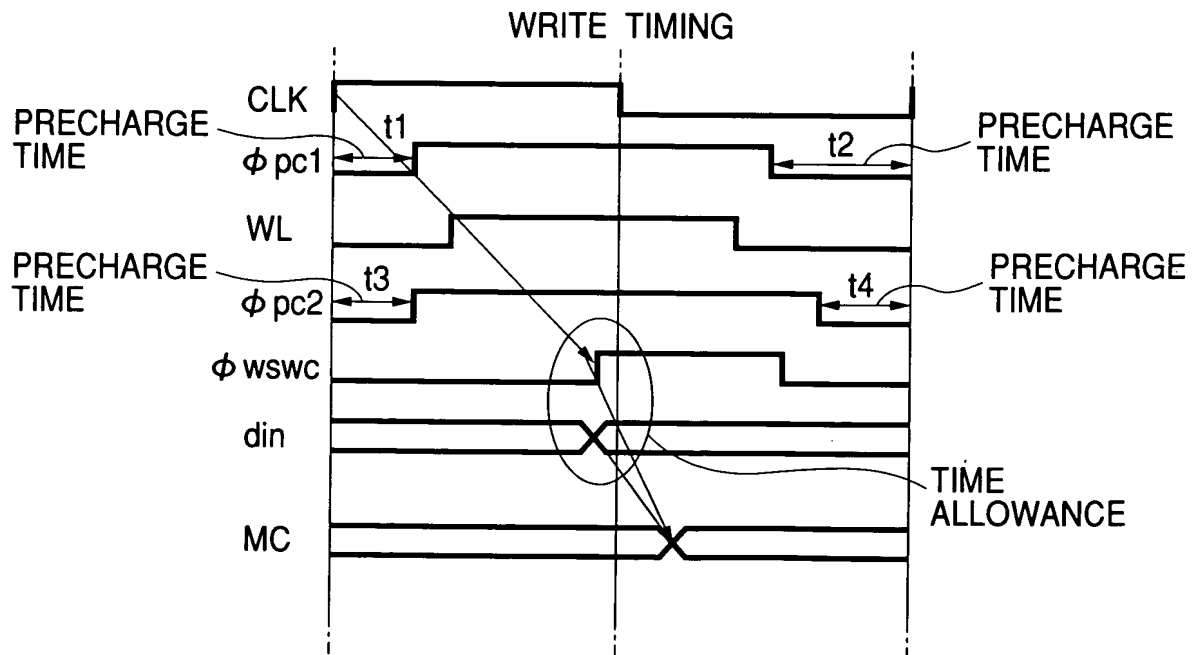 WRITE TIMING
CLK
PRECHARGE
TIME
t1
ϕ pc1
t2
PRECHARGE
TIME
WL
PRECHARGE
TIME
t3
ϕ pc2
t4
PRECHARGE
TIME
ϕ wswc
din
TIME
ALLOWANCE
MC